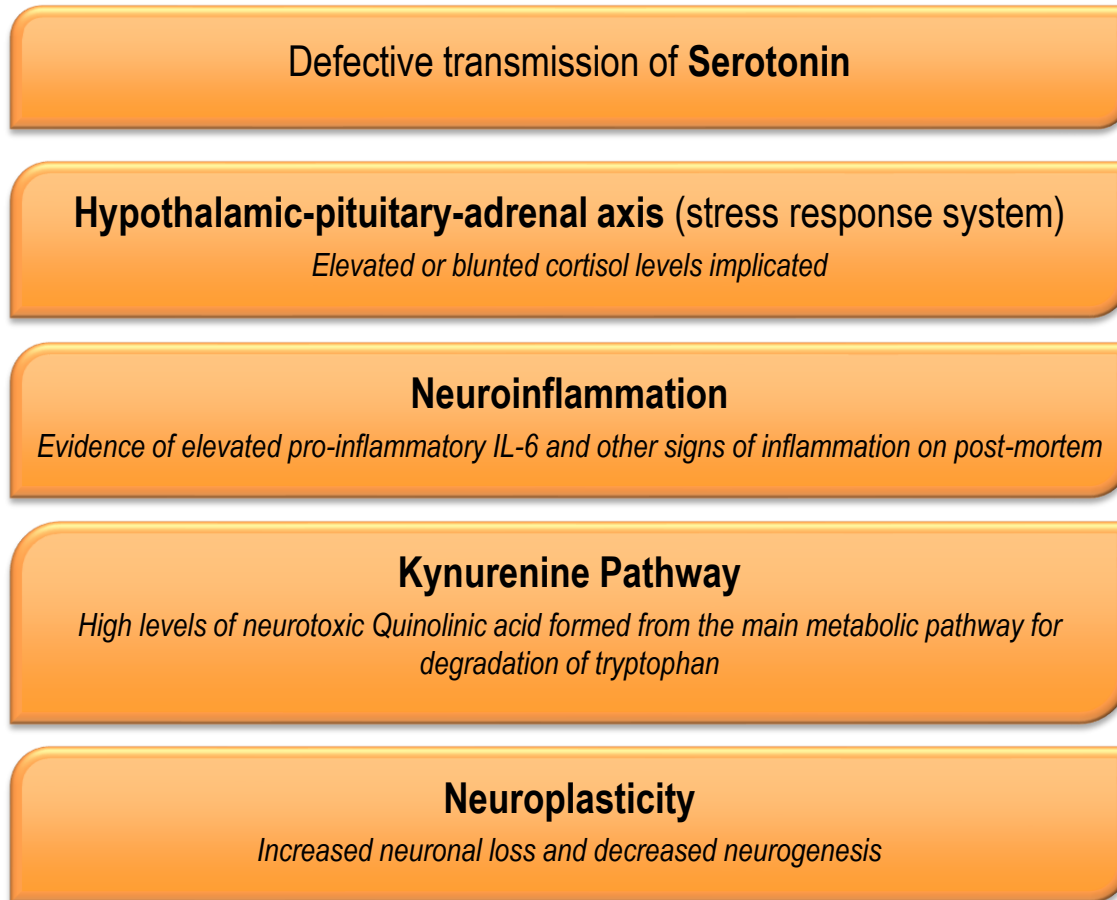 Defective transmission of Serotonin
Hypothalamic-pituitary-adrenal axis (stress response system)
Elevated or blunted cortisol levels implicated
Neuroinflammation
Evidence of elevated pro-inflammatory IL-6 and other signs of inflammation on post-mortem
Kynurenine Pathway
High levels of neurotoxic Quinolinic acid formed from the main metabolic pathway for
degradation of tryptophan
Neuroplasticity
Increased neuronal loss and decreased neurogenesis